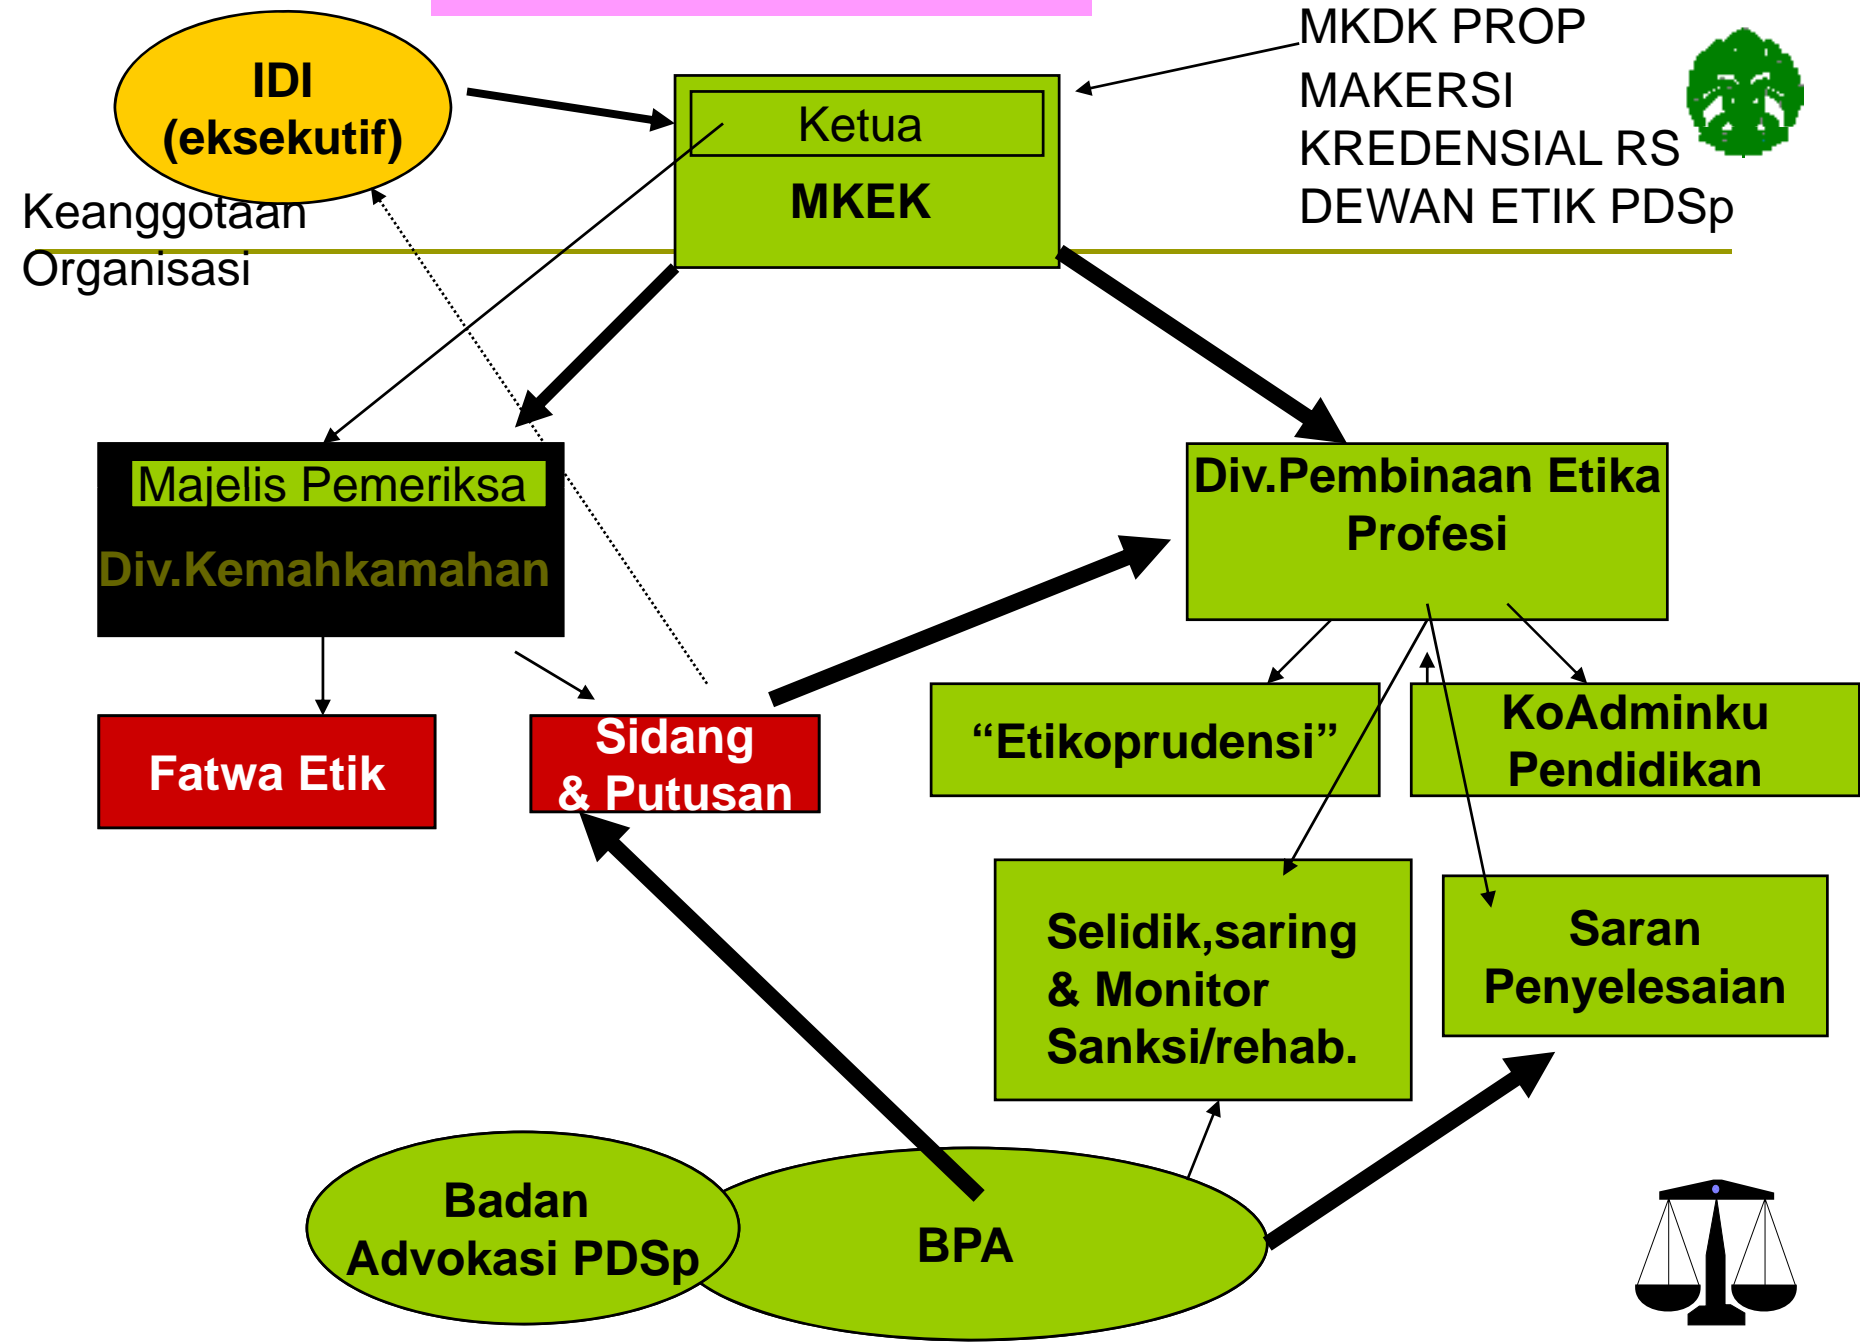 IDI
(eksekutif)
Keanggotaan
Organisasi
Ketua
MKEK
MKDK PROP
MAKERSI
KREDENSIAL RS
DEWAN ETIK PDSp
Majelis Pemeriksa
Div.Kemahkamahan
Div.Pembinaan Etika
Profesi
Fatwa Etik
Sidang
& Putusan
“Etikoprudensi”
KoAdminku
Pendidikan
Selidik,saring
& Monitor
Sanksi/rehab.
Saran
Penyelesaian
Badan
Advokasi PDSp
BPA